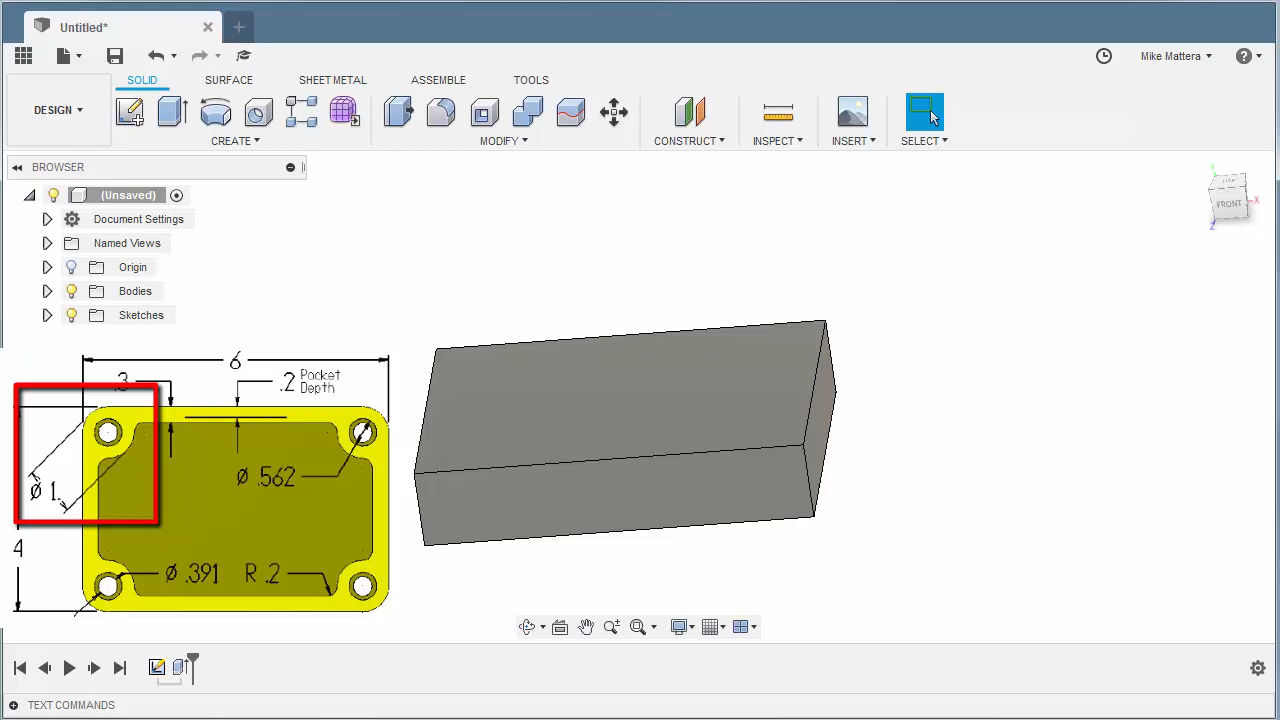 Untitled*
Mike Mattera
SOLID SURFACE SHEET METAL ASSEMBLE TOOLS
DESIGN
CREATE MODIFY CONSTRUCT INSPECT INSERT SELECT
BROWSER
(Unsaved)
Document Settings
Named Views
Origin
Bodies
Sketches
FRONT
X
Z
6
.3
.2 Pocket
Depth
Ø .562
Ø 1.
4
Ø .391 R .2
TEXT COMMANDS